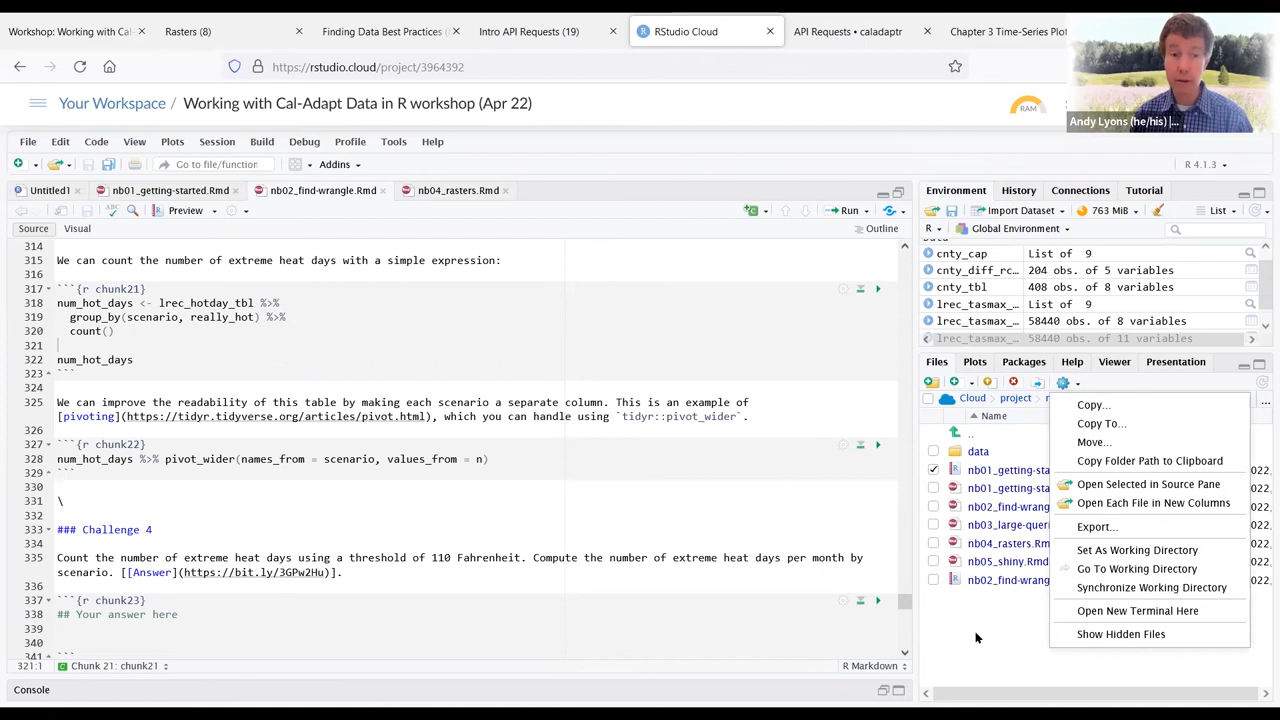 Workshop: Working with Cal-
Rasters (8)
Finding Data Best Practices (
Intro API Requests (19)
RStudio Cloud
API Requests • caladaptr
Chapter 3 Time-Series Plot
https://rstudio.cloud/project/3964392
Your Workspace / Working with Cal-Adapt Data in R workshop (Apr 22)
RAM
Andy Lyons (he/his) |...
File Edit Code View Plots Session Build Debug Profile Tools Help
Go to file/function
Addins
R 4.1.3
Untitled1
nb01_getting-started.Rmd
nb02_find-wrangle.Rmd
nb04_rasters.Rmd
Preview
Run
Source
Visual
Outline
314
315 We can count the number of extreme heat days with a simple expression:
316
317 ```{r chunk21}
318 num_hot_days <- lrec_hotday_tbl %>%
319 group_by(scenario, really_hot) %>%
320 count()
321
322 num_hot_days
323 ```
324
325 We can improve the readability of this table by making each scenario a separate column. This is an example of
[pivoting](https://tidyr.tidyverse.org/articles/pivot.html), which you can handle using `tidyr::pivot_wider`.
326
327 ```{r chunk22}
328 num_hot_days %>% pivot_wider(names_from = scenario, values_from = n)
329 ```
330
331 \
332
333 ### Challenge 4
334
335 Count the number of extreme heat days using a threshold of 110 Fahrenheit. Compute the number of extreme heat days per month by
scenario. [[Answer](https://bit.ly/3GPw2Hu)].
336
337 ```{r chunk23}
338 ## Your answer here
339
340
341 ```
321:1
Chunk 21: chunk21
R Markdown
Console
Environment History Connections Tutorial
Import Dataset
763 MiB
List
R
Global Environment
Data
cnty_cap List of 9
cnty_diff_rc… 204 obs. of 5 variables
cnty_tbl 408 obs. of 8 variables
lrec_tasmax_… List of 9
lrec_tasmax_… 58440 obs. of 8 variables
lrec_tasmax_… 58440 obs. of 11 variables
Files Plots Packages Help Viewer Presentation
Cloud
project
Name
..
data
nb01_getting-sta
nb01_getting-sta
nb02_find-wrang
nb03_large-queri
nb04_rasters.Rm
nb05_shiny.Rmd
nb02_find-wrang
Copy...
Copy To...
Move...
Copy Folder Path to Clipboard
Open Selected in Source Pane
Open Each File in New Columns
Export...
Set As Working Directory
Go To Working Directory
Synchronize Working Directory
Open New Terminal Here
Show Hidden Files